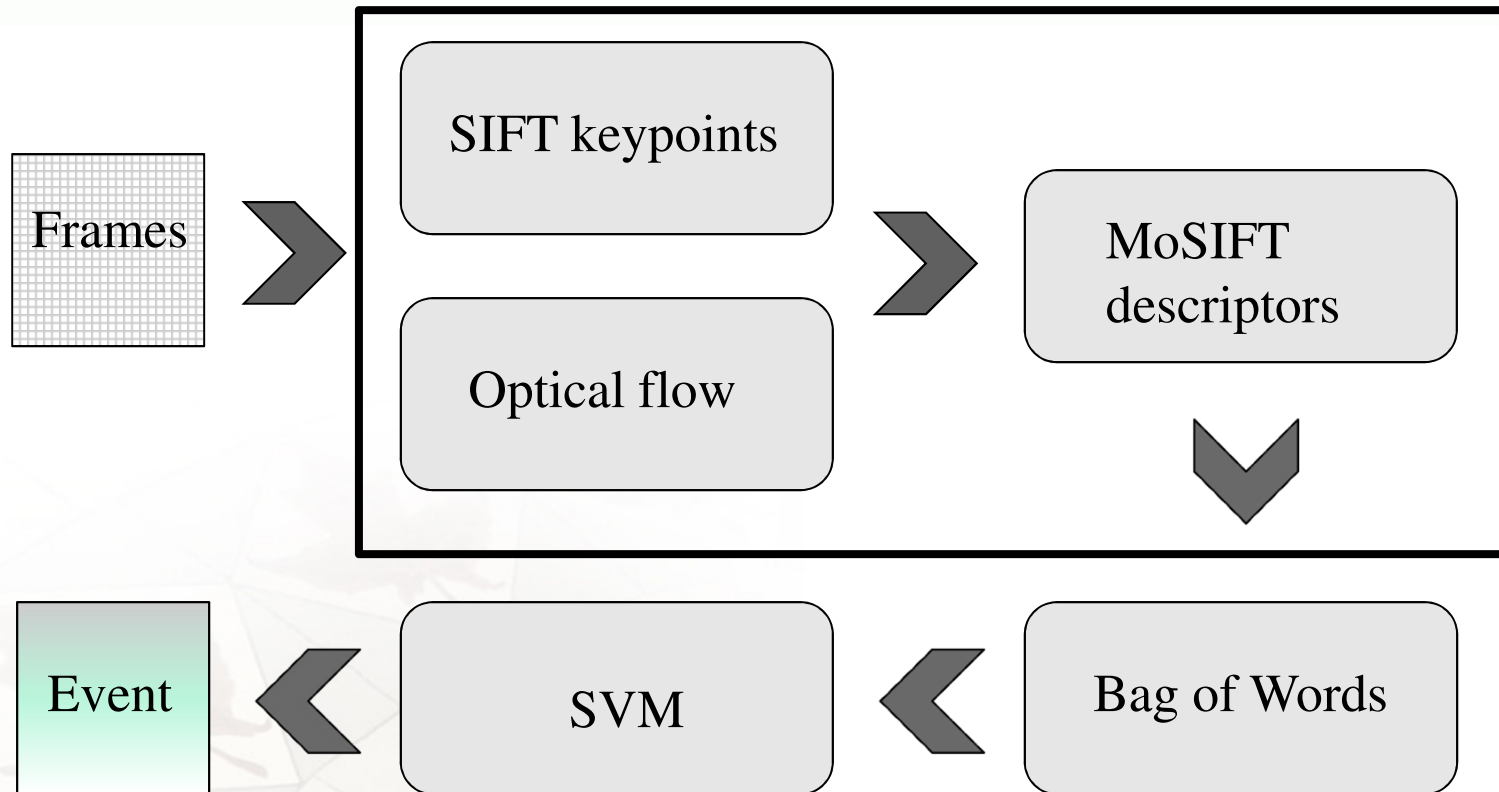 SIFT keypoints
Frames
MoSIFT
descriptors
Optical flow
Event
SVM
Bag of Words